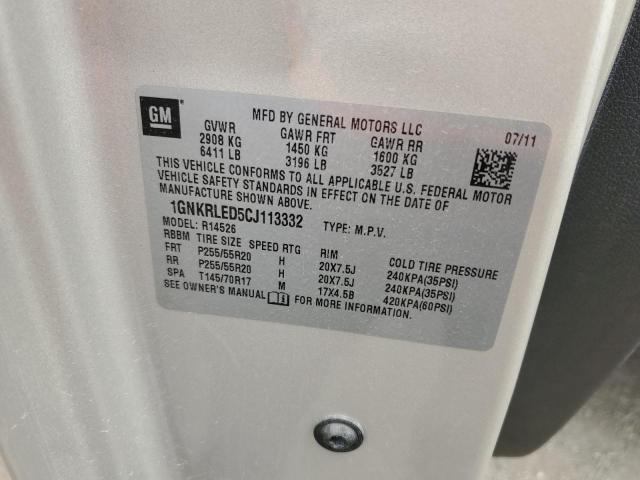 GM
MFD BY GENERAL MOTORS LLC 07/11
GVWR GAWR FRT GAWR RR
2908 KG 1450 KG 1600 KG
6411 LB 3196 LB 3527 LB
THIS VEHICLE CONFORMS TO ALL APPLICABLE U.S. FEDERAL MOTOR
VEHICLE SAFETY STANDARDS IN EFFECT ON THE DATE OF
MANUFACTURE SHOWN ABOVE.
1GNKRLED5CJ113332 TYPE: M.P.V.
MODEL: R14526
RBBM TIRE SIZE SPEED RTG RIM COLD TIRE PRESSURE
FRT P255/55R20 H 20X7.5J 240KPA(35PSI)
RR P255/55R20 H 20X7.5J 240KPA(35PSI)
SPA T145/70R17 M 17X4.5B 420KPA(60PSI)
SEE OWNER'S MANUAL FOR MORE INFORMATION.